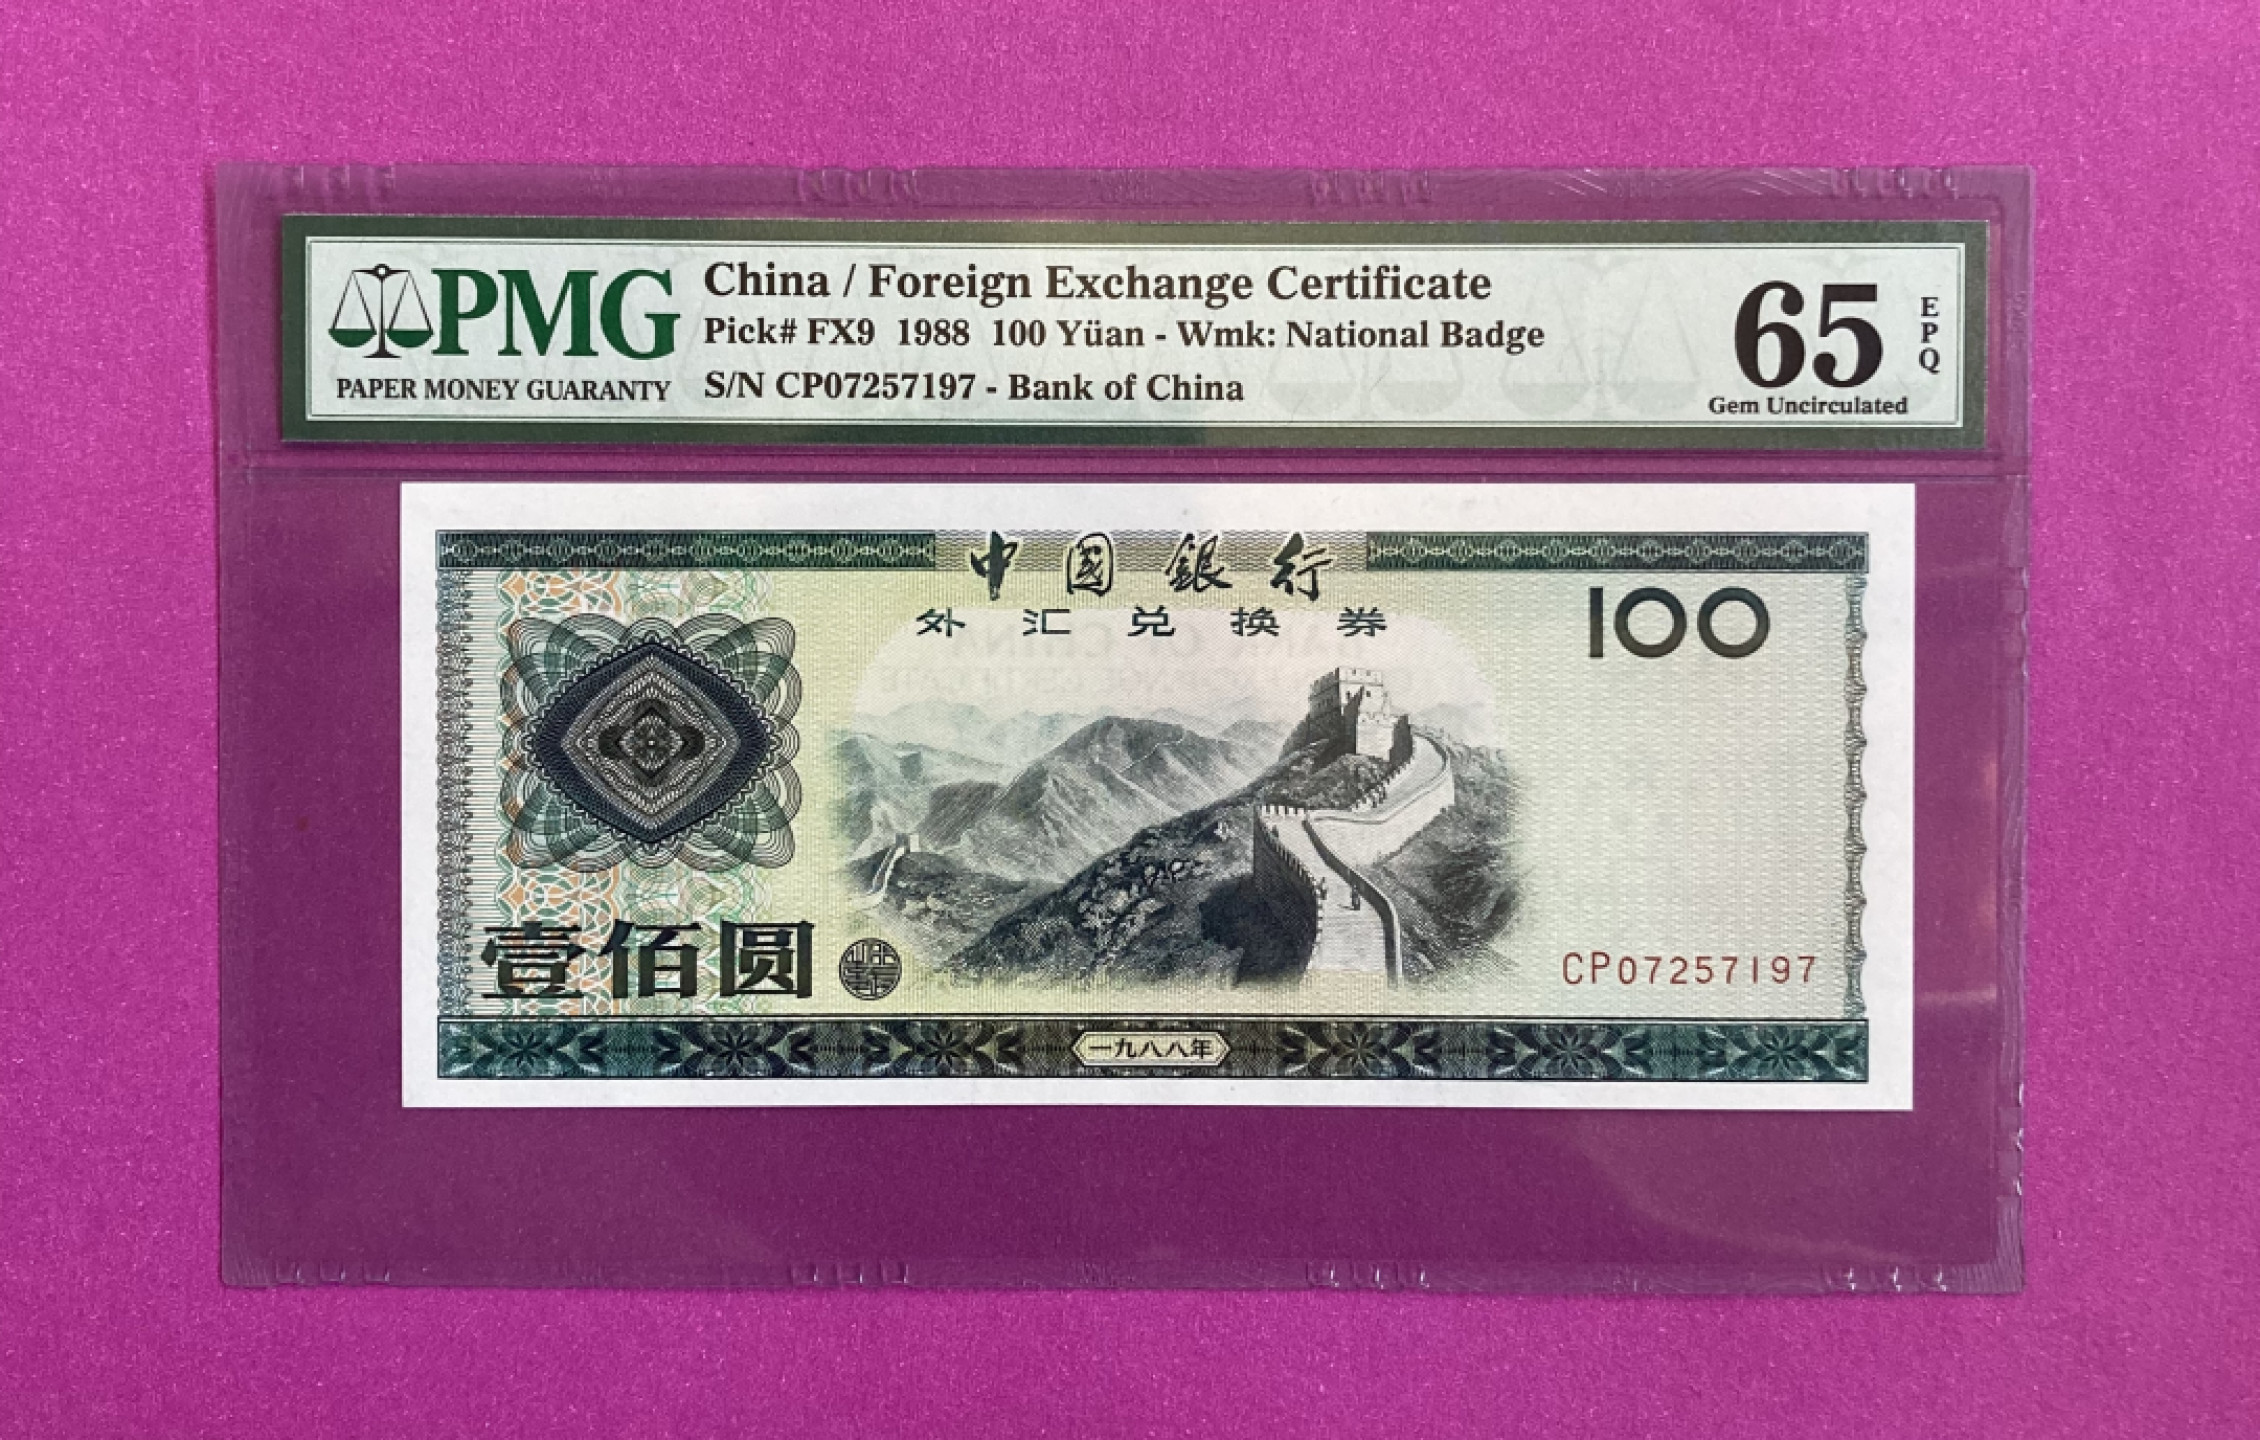 PMG
PAPER MONEY GUARANTY
China / Foreign Exchange Certificate
Pick# FX9 1988 100 Yüan - Wmk: National Badge
S/N CP07257197 - Bank of China
65
EPQ
Gem Uncirculated
中國銀行
外汇兑换券
100
壹佰圆
CP07257197
一九八八年